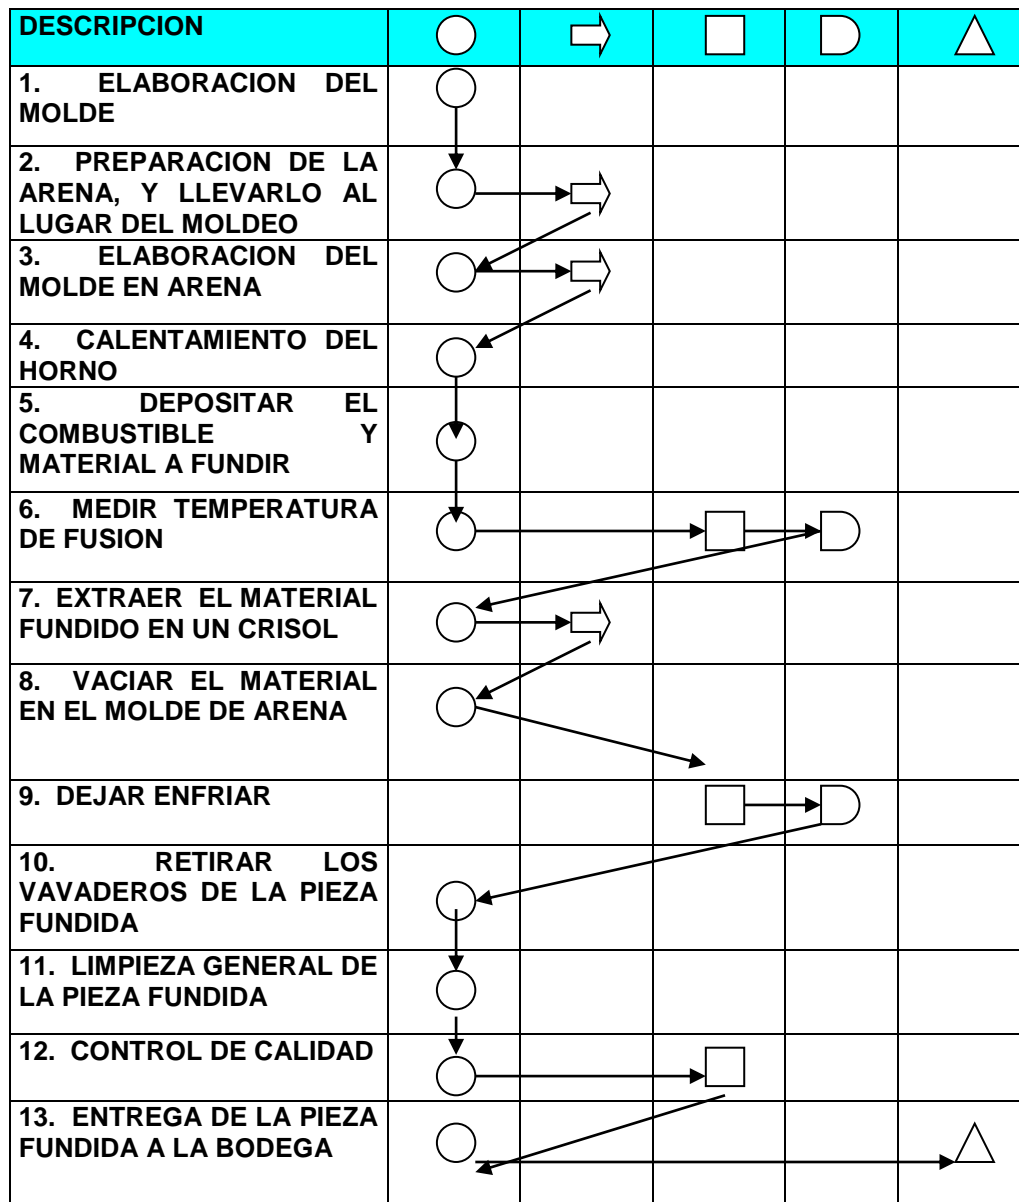 DESCRIPCION
1. ELABORACION DEL
MOLDE
2. PREPARACION DE LA
ARENA, Y LLEVARLO AL
LUGAR DEL MOLDEO
3. ELABORACION DEL
MOLDE EN ARENA
4. CALENTAMIENTO DEL
HORNO
5. DEPOSITAR EL
COMBUSTIBLE Y
MATERIAL A FUNDIR
6. MEDIR TEMPERATURA
DE FUSION
7. EXTRAER EL MATERIAL
FUNDIDO EN UN CRISOL
8. VACIAR EL MATERIAL
EN EL MOLDE DE ARENA
9. DEJAR ENFRIAR
10. RETIRAR LOS
VAVADEROS DE LA PIEZA
FUNDIDA
11. LIMPIEZA GENERAL DE
LA PIEZA FUNDIDA
12. CONTROL DE CALIDAD
13. ENTREGA DE LA PIEZA
FUNDIDA A LA BODEGA